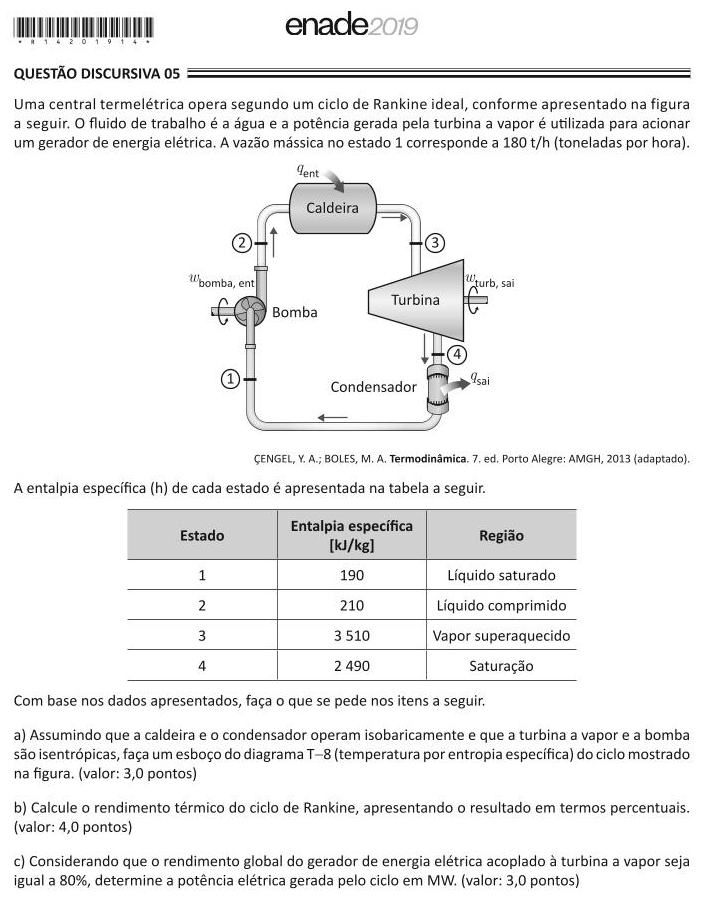 enade2019
* R 1 4 2 0 1 9 1 4 *
QUESTÃO DISCURSIVA 05
Uma central termelétrica opera segundo um ciclo de Rankine ideal, conforme apresentado na figura
a seguir. O fluido de trabalho é a água e a potência gerada pela turbina a vapor é utilizada para acionar
um gerador de energia elétrica. A vazão mássica no estado 1 corresponde a 180 t/h (toneladas por hora).
qent
Caldeira
2
3
wbomba, ent
wturb, sai
Turbina
Bomba
4
1
Condensador
qsai
ÇENGEL, Y. A.; BOLES, M. A. Termodinâmica. 7. ed. Porto Alegre: AMGH, 2013 (adaptado).
A entalpia específica (h) de cada estado é apresentada na tabela a seguir.
Estado
Entalpia específica
[kJ/kg]
Região
1 190 Líquido saturado
2 210 Líquido comprimido
3 3 510 Vapor superaquecido
4 2 490 Saturação
Com base nos dados apresentados, faça o que se pede nos itens a seguir.
a) Assumindo que a caldeira e o condensador operam isobaricamente e que a turbina a vapor e a bomba
são isentrópicas, faça um esboço do diagrama T–8 (temperatura por entropia específica) do ciclo mostrado
na figura. (valor: 3,0 pontos)
b) Calcule o rendimento térmico do ciclo de Rankine, apresentando o resultado em termos percentuais.
(valor: 4,0 pontos)
c) Considerando que o rendimento global do gerador de energia elétrica acoplado à turbina a vapor seja
igual a 80%, determine a potência elétrica gerada pelo ciclo em MW. (valor: 3,0 pontos)